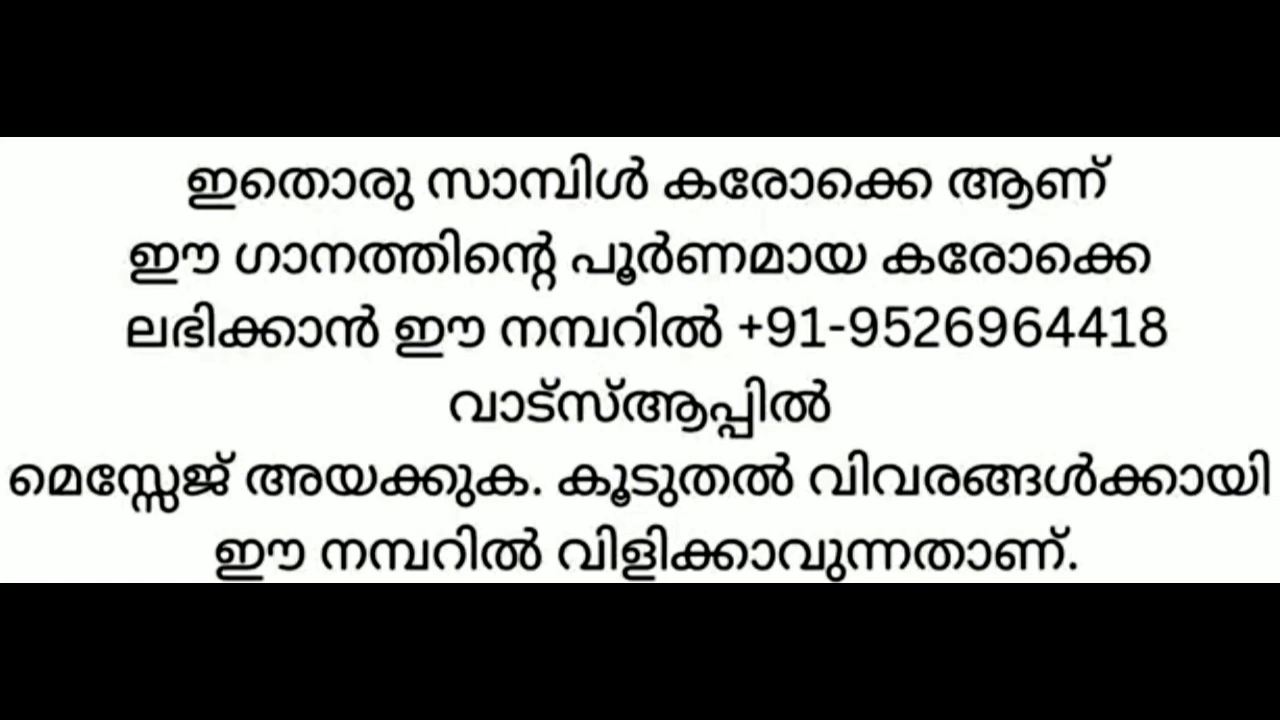 ഇതൊരു സാമ്പിൾ കരോക്കെ ആണ്
ഈ ഗാനത്തിന്റെ പൂർണമായ കരോക്കെ
ലഭിക്കാൻ ഈ നമ്പറിൽ +91-9526964418
വാട്സ്ആപ്പിൽ
മെസ്സേജ് അയക്കുക. കൂടുതൽ വിവരങ്ങൾക്കായി
ഈ നമ്പറിൽ വിളിക്കാവുന്നതാണ്.